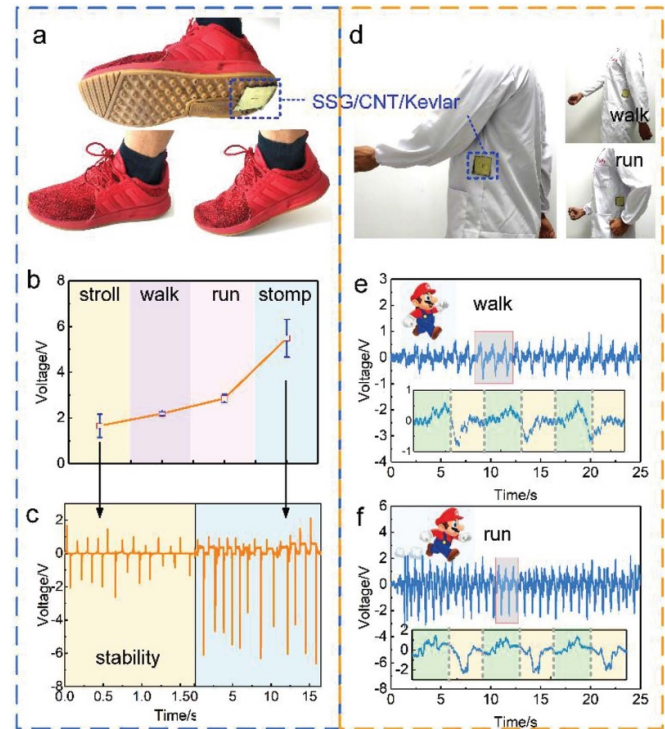 a
SSG/CNT/Kevlar
d
walk
run
b
stroll walk run stomp
8
6
4
2
0
Voltage/V
c
2
0
-2
-4
-6
-8
Voltage/V
stability
0.0 0.5 1.0 1.50 5 10 15
Time/s
e
walk
3
2
1
0
-1
-2
-3
-4
Voltage/V
1
0
-1
0 5 10 15 20 25
Time/s
f
run
6
4
2
0
-2
-4
-6
-8
Voltage/V
2
0
-2
0 5 10 15 20 25
Time/s